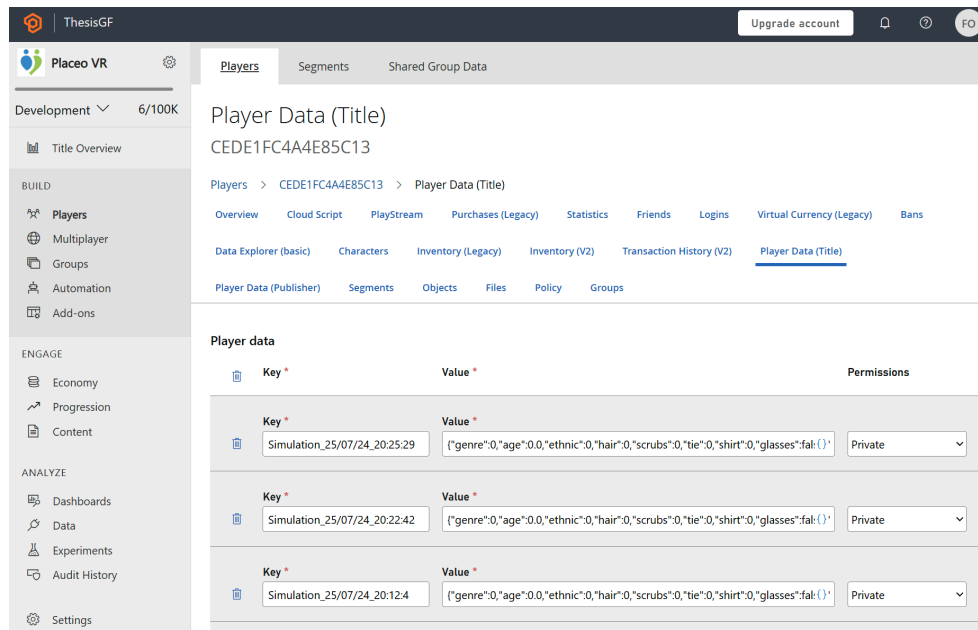 ThesisGF
Upgrade account
FO
Placeo VR
Development 6/100K
Title Overview
BUILD
Players
Multiplayer
Groups
Automation
Add-ons
ENGAGE
Economy
Progression
Content
ANALYZE
Dashboards
Data
Experiments
Audit History
Settings
Players Segments Shared Group Data
Player Data (Title)
CEDE1FC4A4E85C13
Players > CEDE1FC4A4E85C13 > Player Data (Title)
Overview Cloud Script PlayStream Purchases (Legacy) Statistics Friends Logins Virtual Currency (Legacy) Bans
Data Explorer (basic) Characters Inventory (Legacy) Inventory (V2) Transaction History (V2) Player Data (Title)
Player Data (Publisher) Segments Objects Files Policy Groups
Player data
Key * Value * Permissions
Key * Value *
Simulation_25/07/24_20:25:29 {"genre":0,"age":0.0,"ethnic":0,"hair":0,"scrubs":0,"tie":0,"shirt":0,"glasses":fal {} Private
Key * Value *
Simulation_25/07/24_20:22:42 {"genre":0,"age":0.0,"ethnic":0,"hair":0,"scrubs":0,"tie":0,"shirt":0,"glasses":fal {} Private
Key * Value *
Simulation_25/07/24_20:12:4 {"genre":0,"age":0.0,"ethnic":0,"hair":0,"scrubs":0,"tie":0,"shirt":0,"glasses":fal {} Private